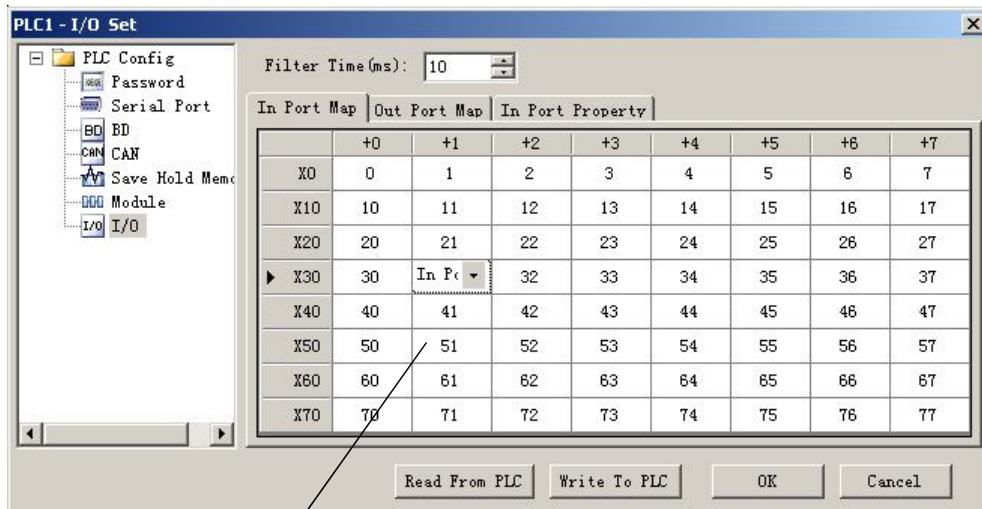 PLC1 - I/O Set
PLC Config
Password
Serial Port
BD BD
CAN CAN
Save Hold Memo
Module
I/O I/O
Filter Time(ms): 10
In Port Map Out Port Map In Port Property
+0 +1 +2 +3 +4 +5 +6 +7
X0 0 1 2 3 4 5 6 7
X10 10 11 12 13 14 15 16 17
X20 20 21 22 23 24 25 26 27
X30 30 In Po 32 33 34 35 36 37
X40 40 41 42 43 44 45 46 47
X50 50 51 52 53 54 55 56 57
X60 60 61 62 63 64 65 66 67
X70 70 71 72 73 74 75 76 77
Read From PLC Write To PLC OK Cancel